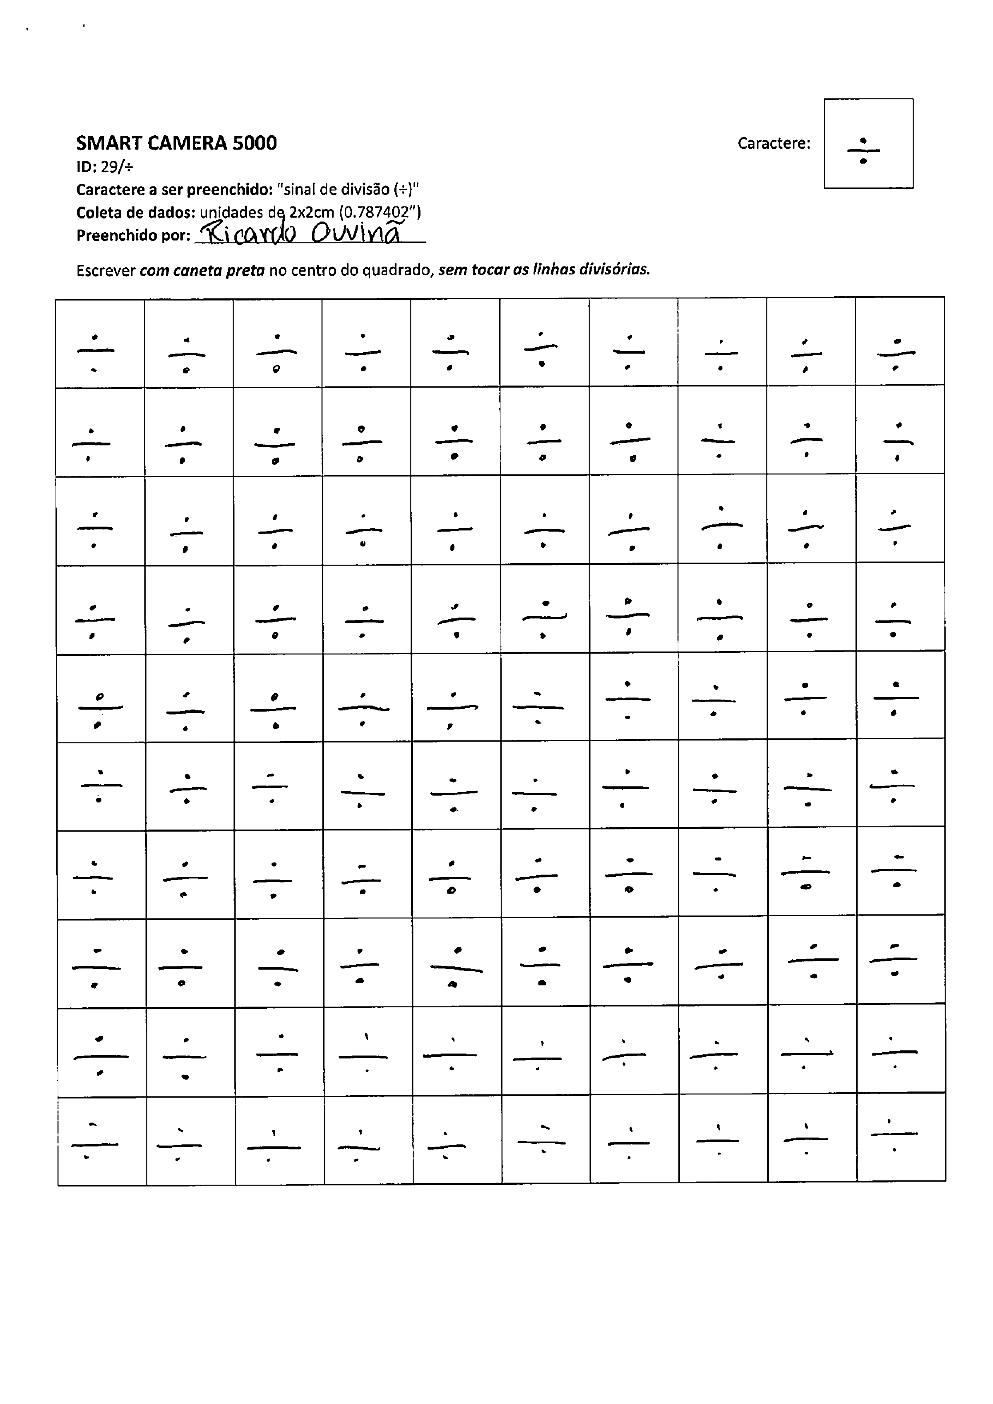 SMART CAMERA 5000
Caractere: ÷
ID: 29/÷
Caractere a ser preenchido: "sinal de divisão (÷)"
Coleta de dados: unidades de 2x2cm (0.787402")
Preenchido por: Ricardo Ouvinã
Escrever com caneta preta no centro do quadrado, sem tocar as linhas divisórias.
÷ ÷ ÷ ÷ ÷ ÷ ÷ ÷ ÷ ÷
÷ ÷ ÷ ÷ ÷ ÷ ÷ ÷ ÷ ÷
÷ ÷ ÷ ÷ ÷ ÷ ÷ ÷ ÷ ÷
÷ ÷ ÷ ÷ ÷ ÷ ÷ ÷ ÷ ÷
÷ ÷ ÷ ÷ ÷ ÷ ÷ ÷ ÷ ÷
÷ ÷ ÷ ÷ ÷ ÷ ÷ ÷ ÷ ÷
÷ ÷ ÷ ÷ ÷ ÷ ÷ ÷ ÷ ÷
÷ ÷ ÷ ÷ ÷ ÷ ÷ ÷ ÷ ÷
÷ ÷ ÷ ÷ ÷ ÷ ÷ ÷ ÷ ÷
÷ ÷ ÷ ÷ ÷ ÷ ÷ ÷ ÷ ÷